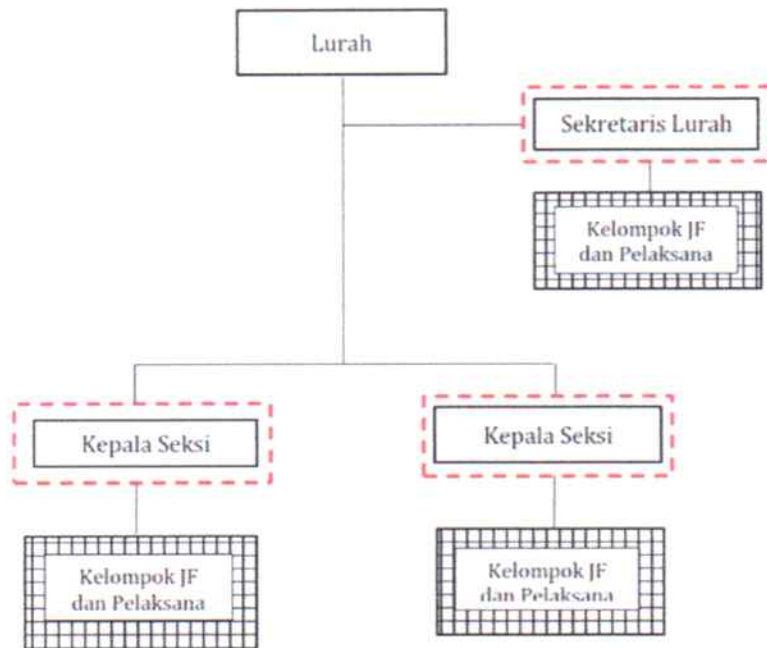 Lurah
Sekretaris Lurah
Kelompok JF
dan Pelaksana
Kepala Seksi
Kepala Seksi
Kelompok JF
dan Pelaksana
Kelompok JF
dan Pelaksana